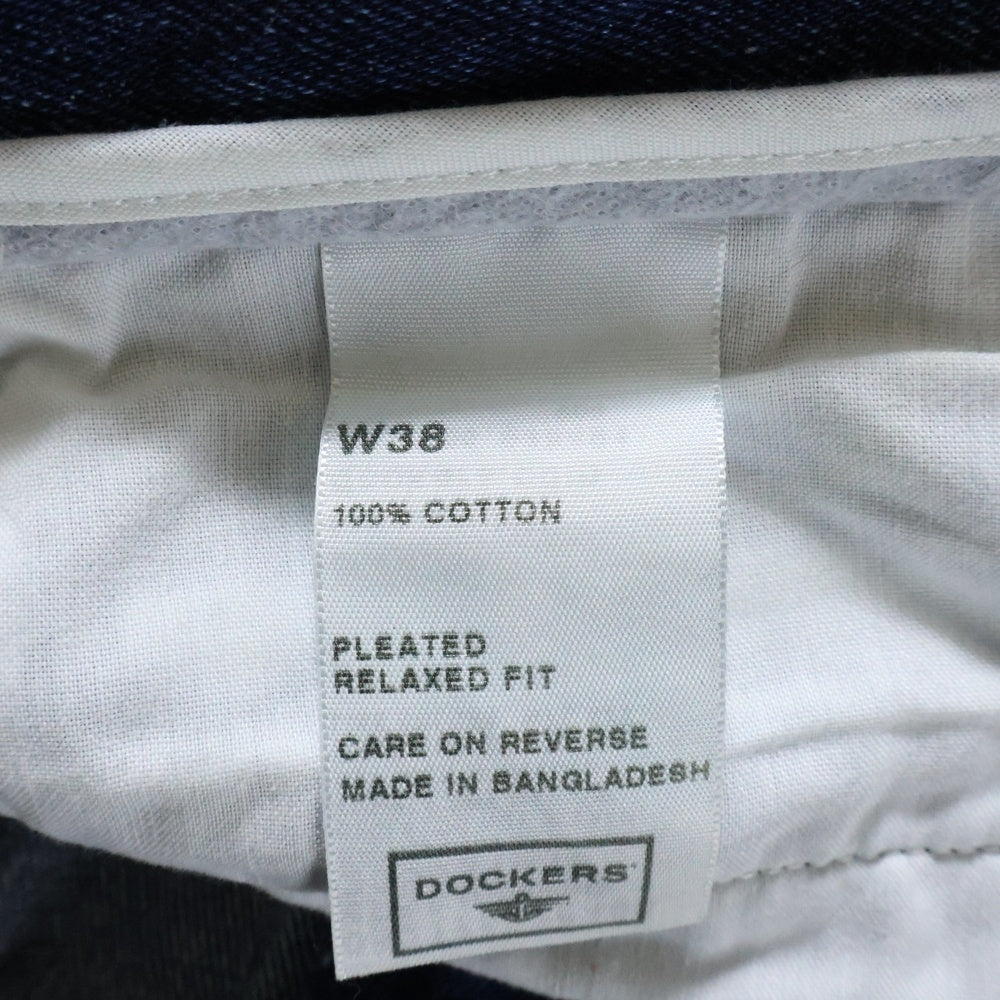 W38
100% COTTON
PLEATED
RELAXED FIT
CARE ON REVERSE
MADE IN BANGLADESH
DOCKERS